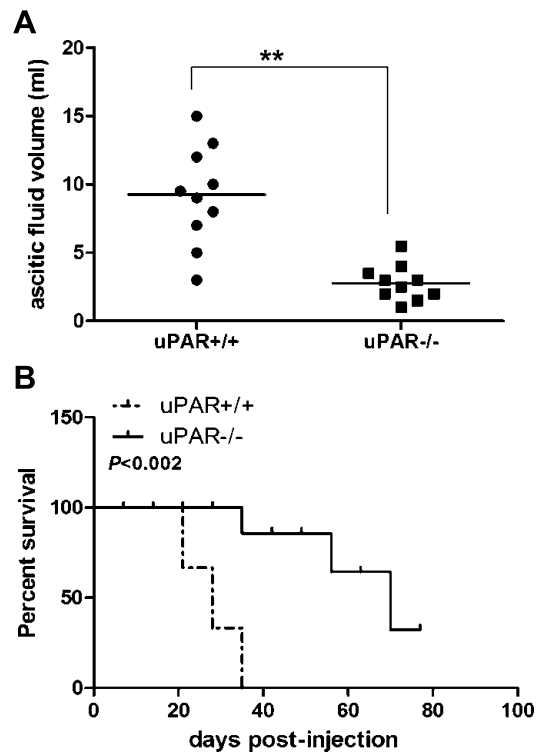 A
ascitic fluid volume (ml)
20
15
10
5
0
**
uPAR+/+
uPAR-/-
B
Percent survival
150
100
50
0
uPAR+/+
uPAR-/-
P<0.002
0
20
40
60
80
100
days post-injection